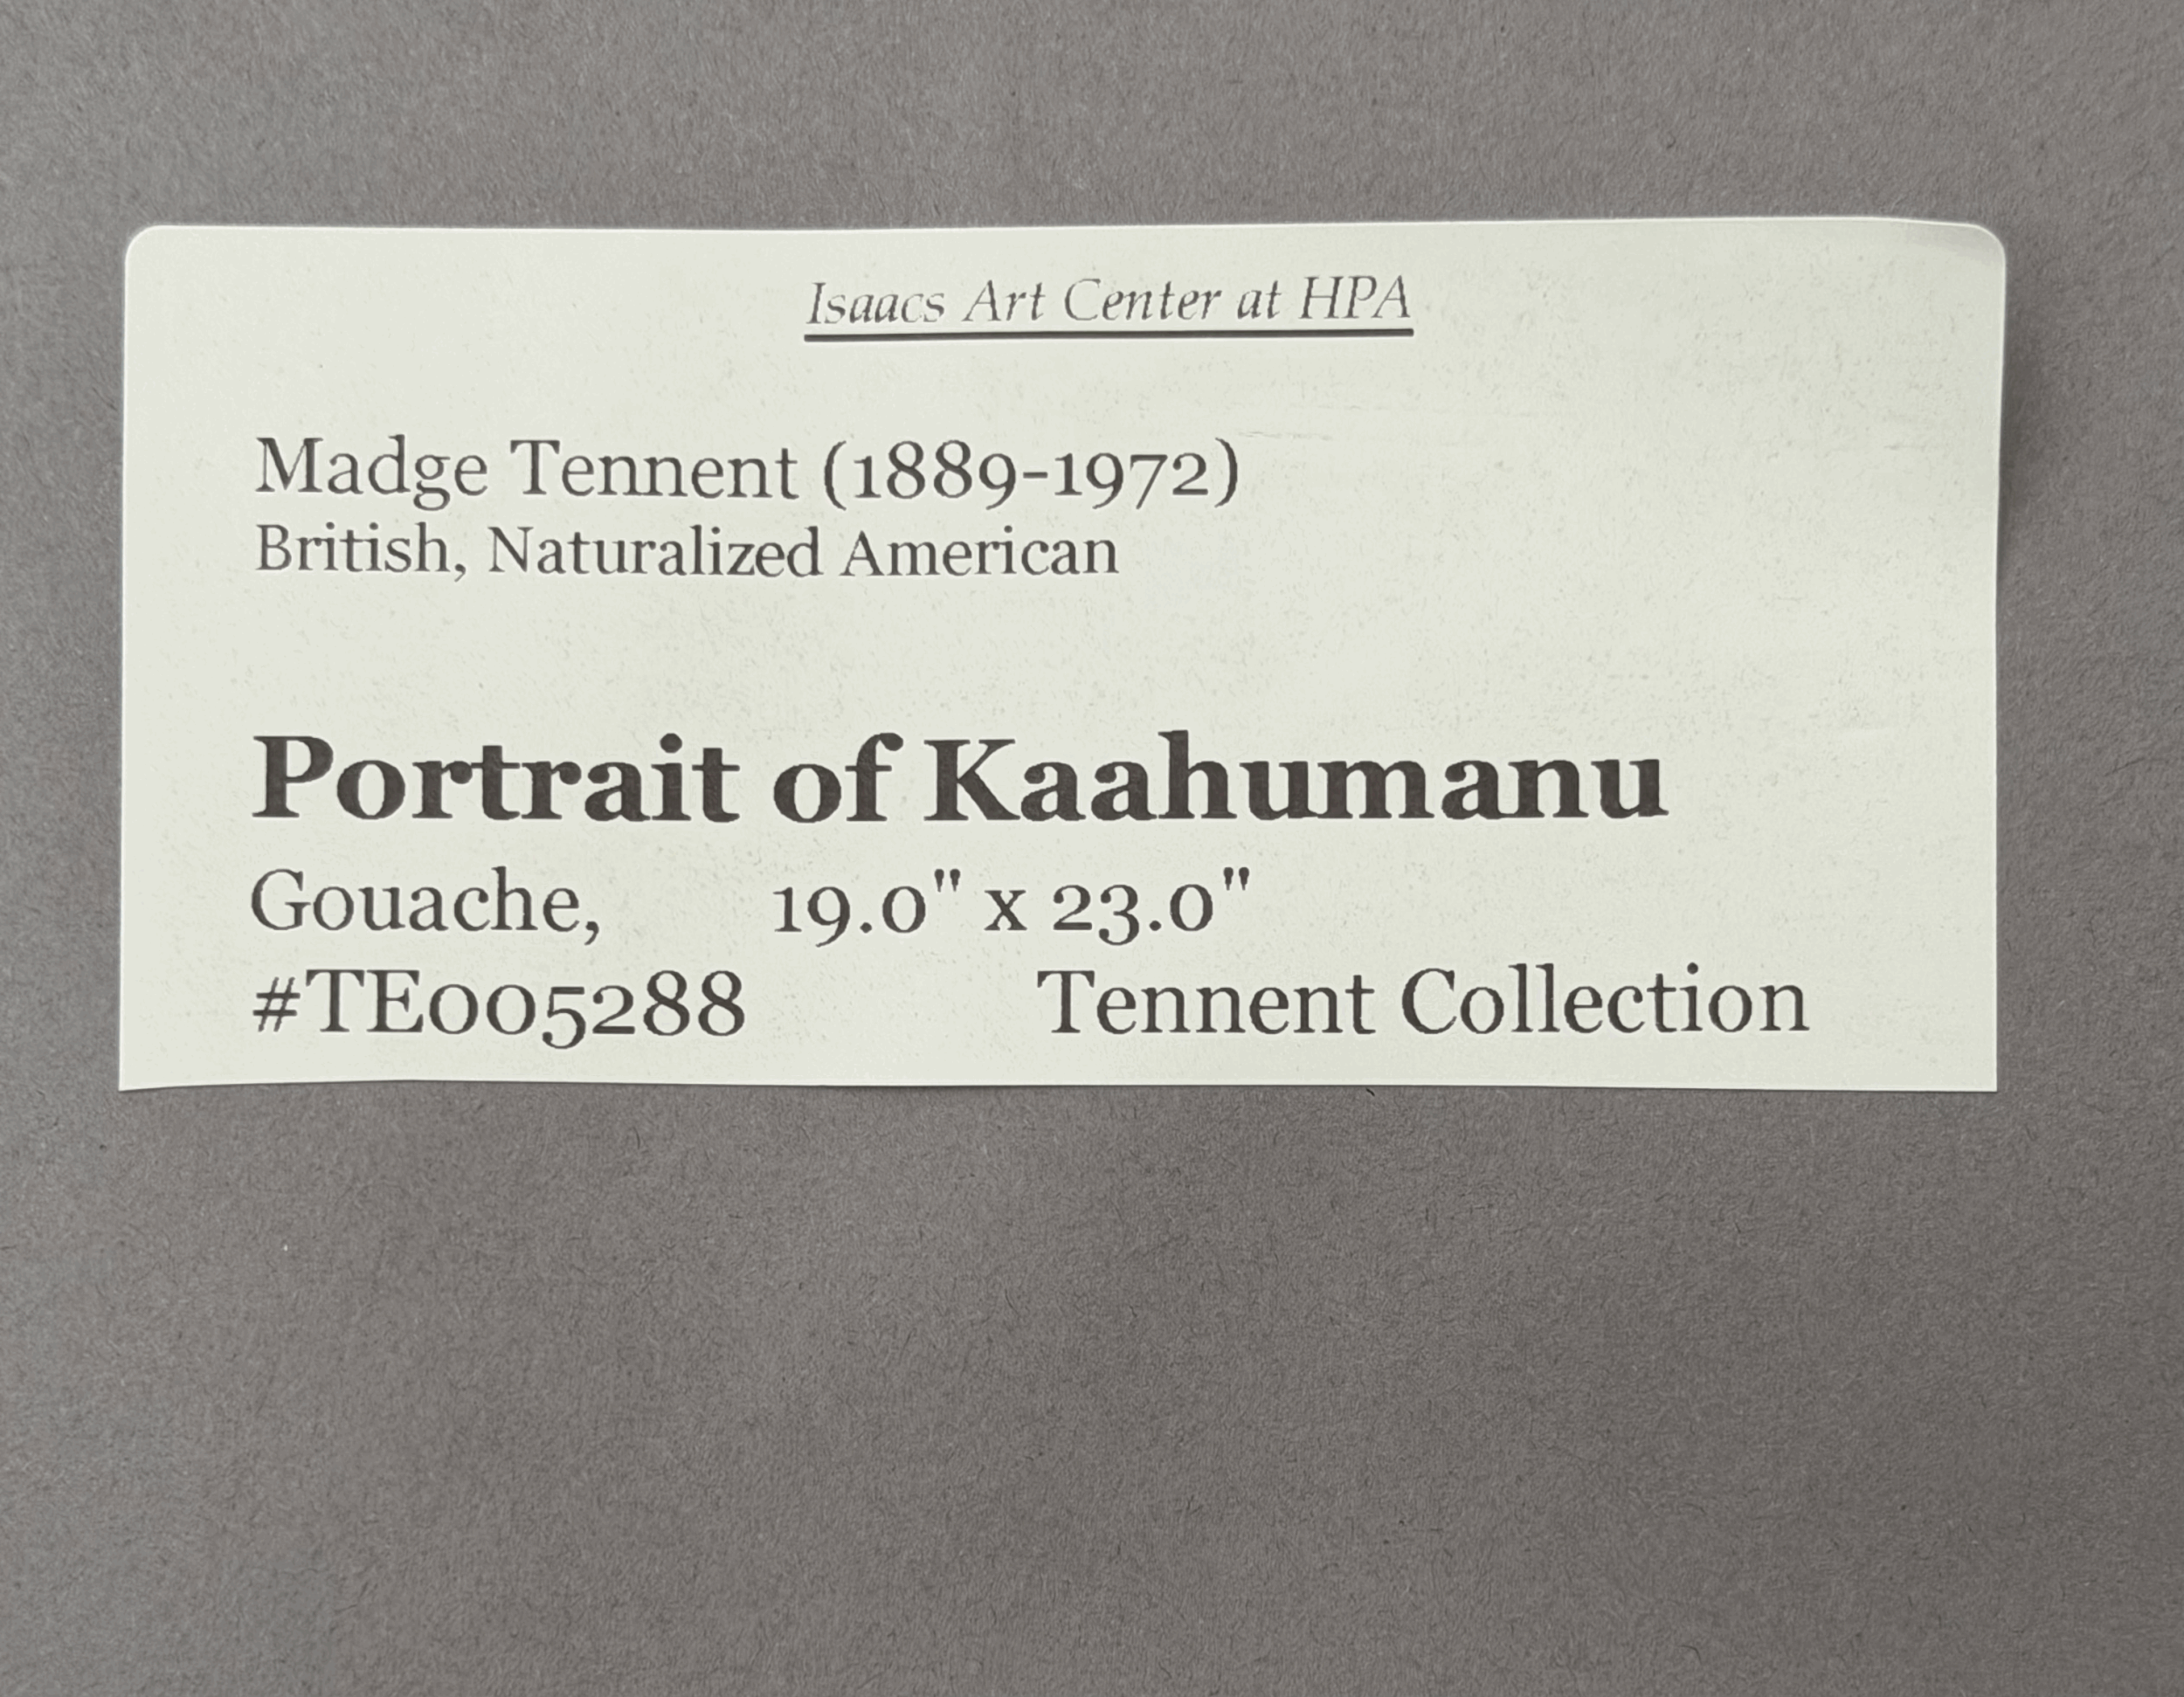 Isaacs Art Center at HPA
Madge Tennent (1889-1972)
British, Naturalized American
Portrait of Kaahumanu
Gouache, 19.0" x 23.0"
#TE005288 Tennent Collection